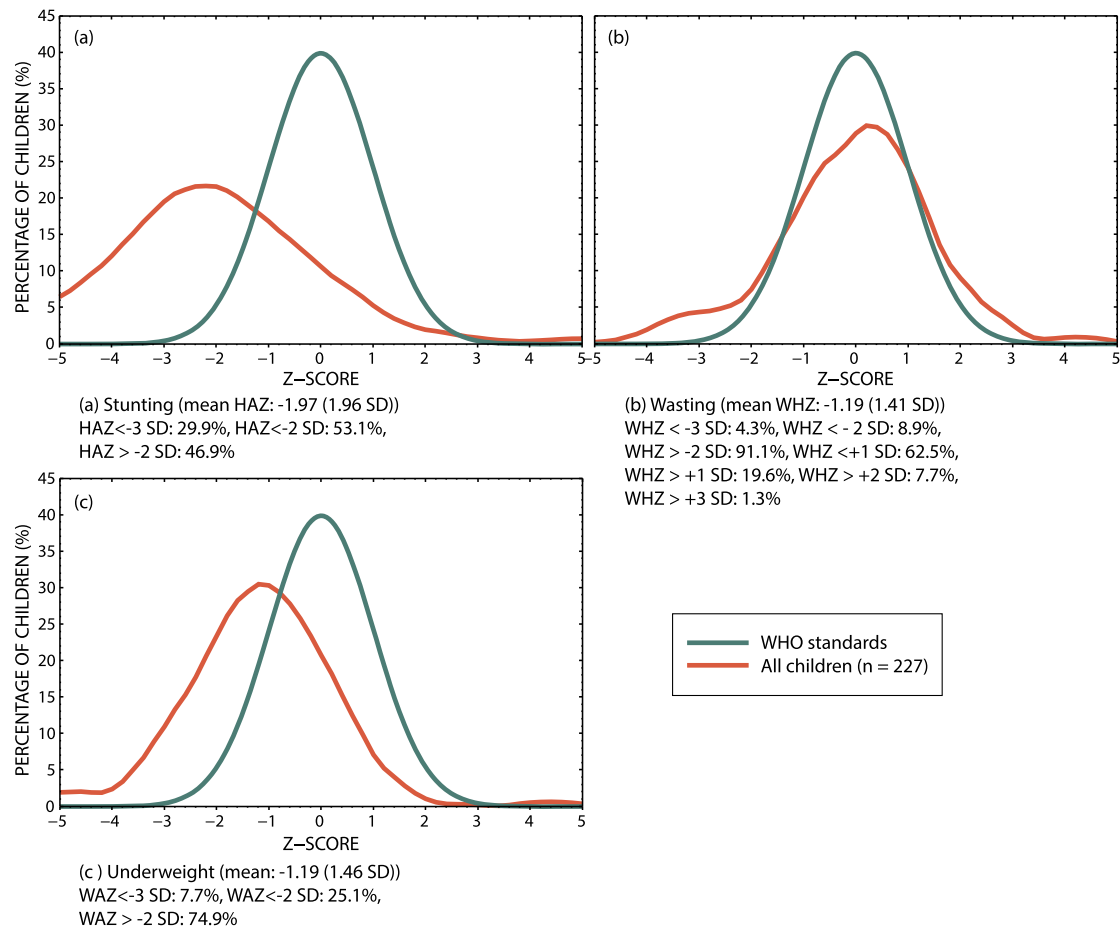 (a)
45
40
35
30
25
20
15
10
5
0
PERCENTAGE OF CHILDREN (%)
−5 −4 −3 −2 −1 0 1 2 3 4 5
Z−SCORE
(a) Stunting (mean HAZ: -1.97 (1.96 SD))
HAZ<-3 SD: 29.9%, HAZ<-2 SD: 53.1%,
HAZ > -2 SD: 46.9%
(b)
−5 −4 −3 −2 −1 0 1 2 3 4 5
Z−SCORE
(b) Wasting (mean WHZ: -1.19 (1.41 SD))
WHZ < -3 SD: 4.3%, WHZ < - 2 SD: 8.9%,
WHZ > -2 SD: 91.1%, WHZ <+1 SD: 62.5%,
WHZ > +1 SD: 19.6%, WHZ > +2 SD: 7.7%,
WHZ > +3 SD: 1.3%
(c)
45
40
35
30
25
20
15
10
5
0
PERCENTAGE OF CHILDREN (%)
−5 −4 −3 −2 −1 0 1 2 3 4 5
Z−SCORE
(c ) Underweight (mean: -1.19 (1.46 SD))
WAZ<-3 SD: 7.7%, WAZ<-2 SD: 25.1%,
WAZ > -2 SD: 74.9%
WHO standards
All children (n = 227)